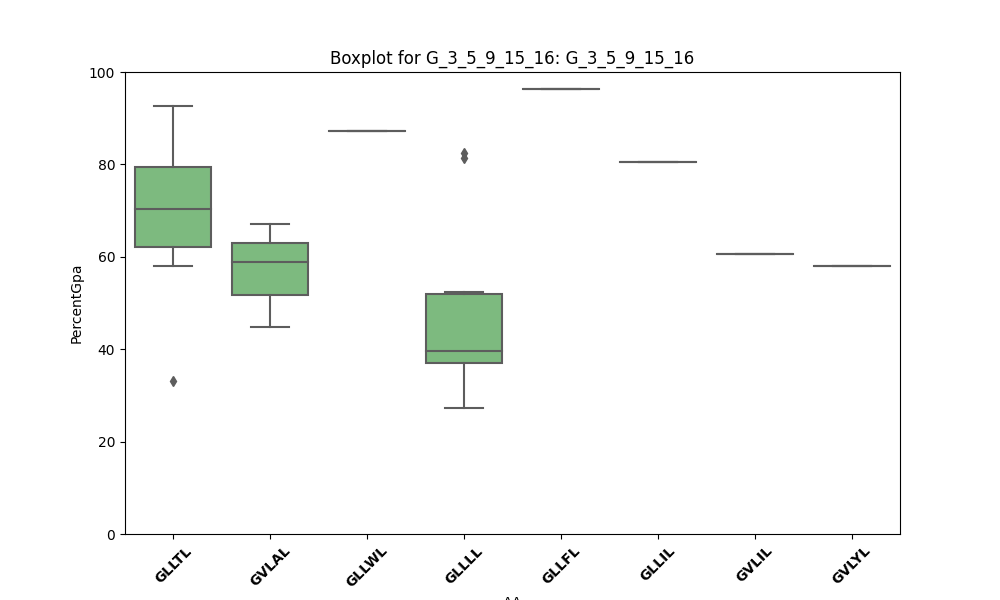 Boxplot for G_3_5_9_15_16: G_3_5_9_15_16
100
80
60
40
20
0
PercentGpa
GLLTL
GVLAL
GLLWL
GLLLL
GLLFL
GLLIL
GVLIL
GVLYL
AA